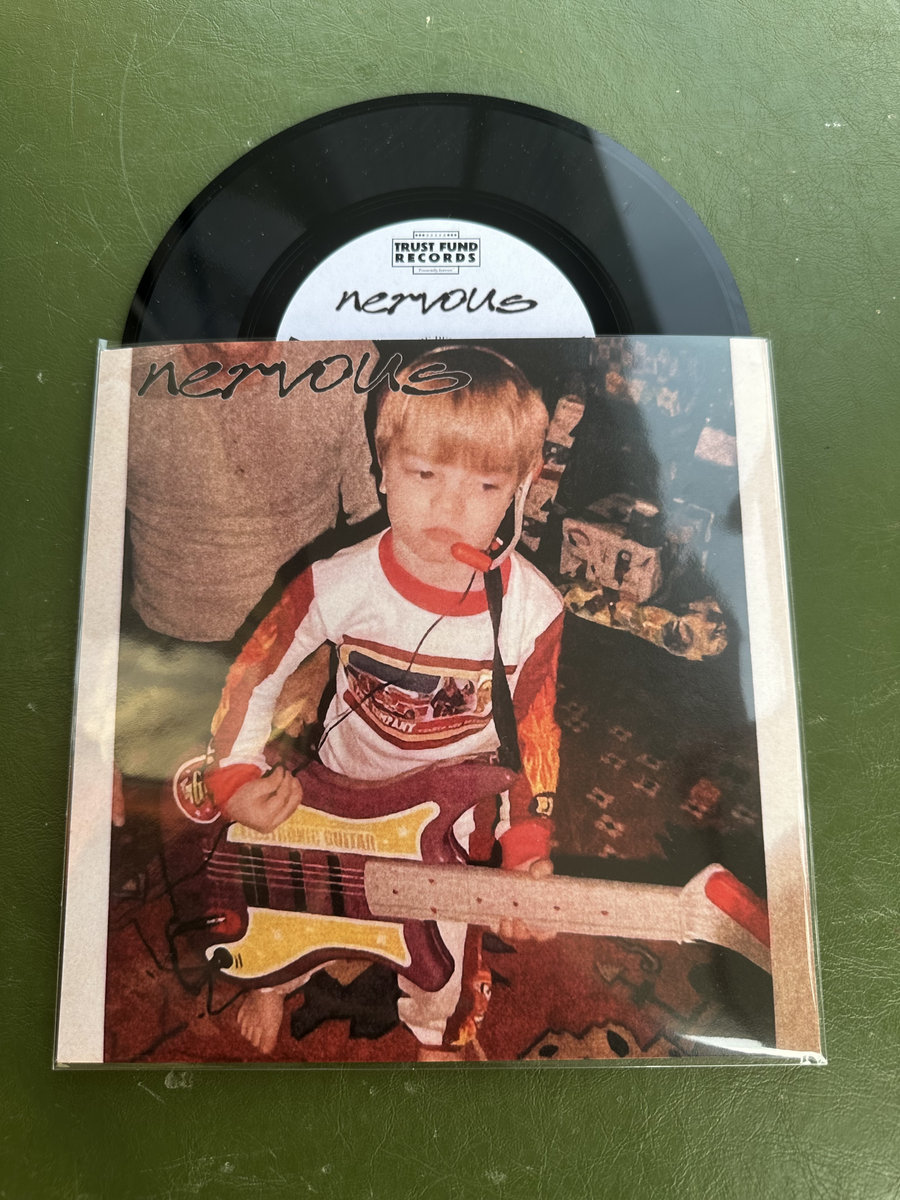 TRUST FUND
RECORDS
nervous
nervous
ELECTRONIC GUITAR